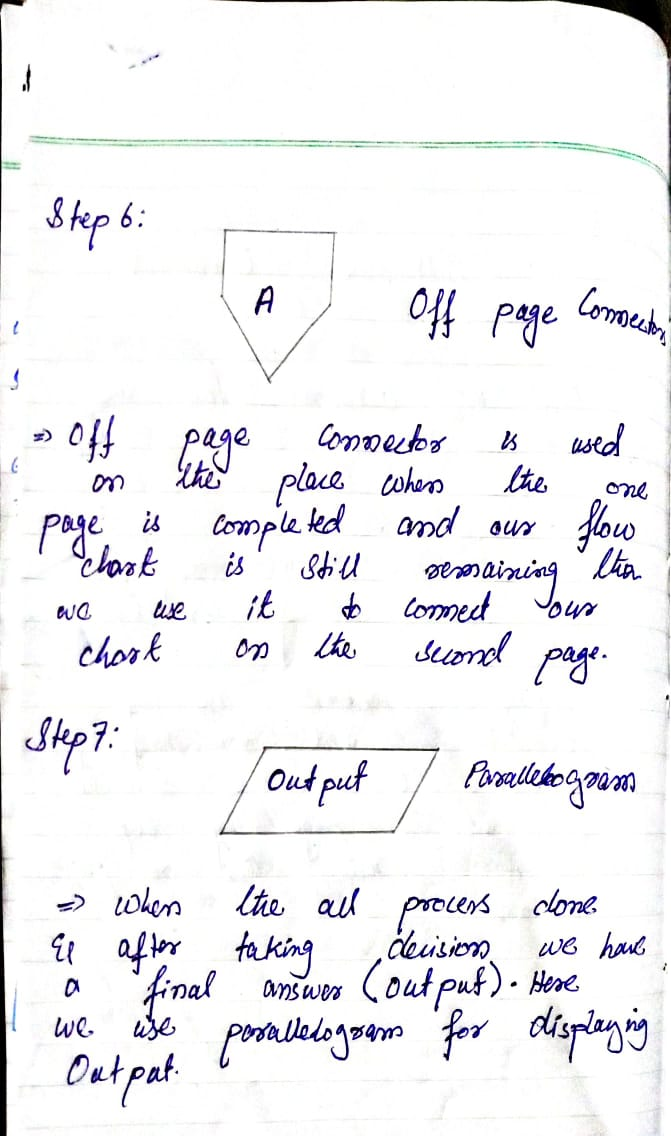 Step 6:
A
Off page Connector
⇒ Off page Connector is used
on the place when the one
page is completed and our flow
chart is still remaining then
we use it to connect our
chart on the second page.
Step 7:
Output
Parallelogram
⇒ When the all process done
& after taking decision we have
a final answer (output). Here
we use paralledogram for displaying
Output.